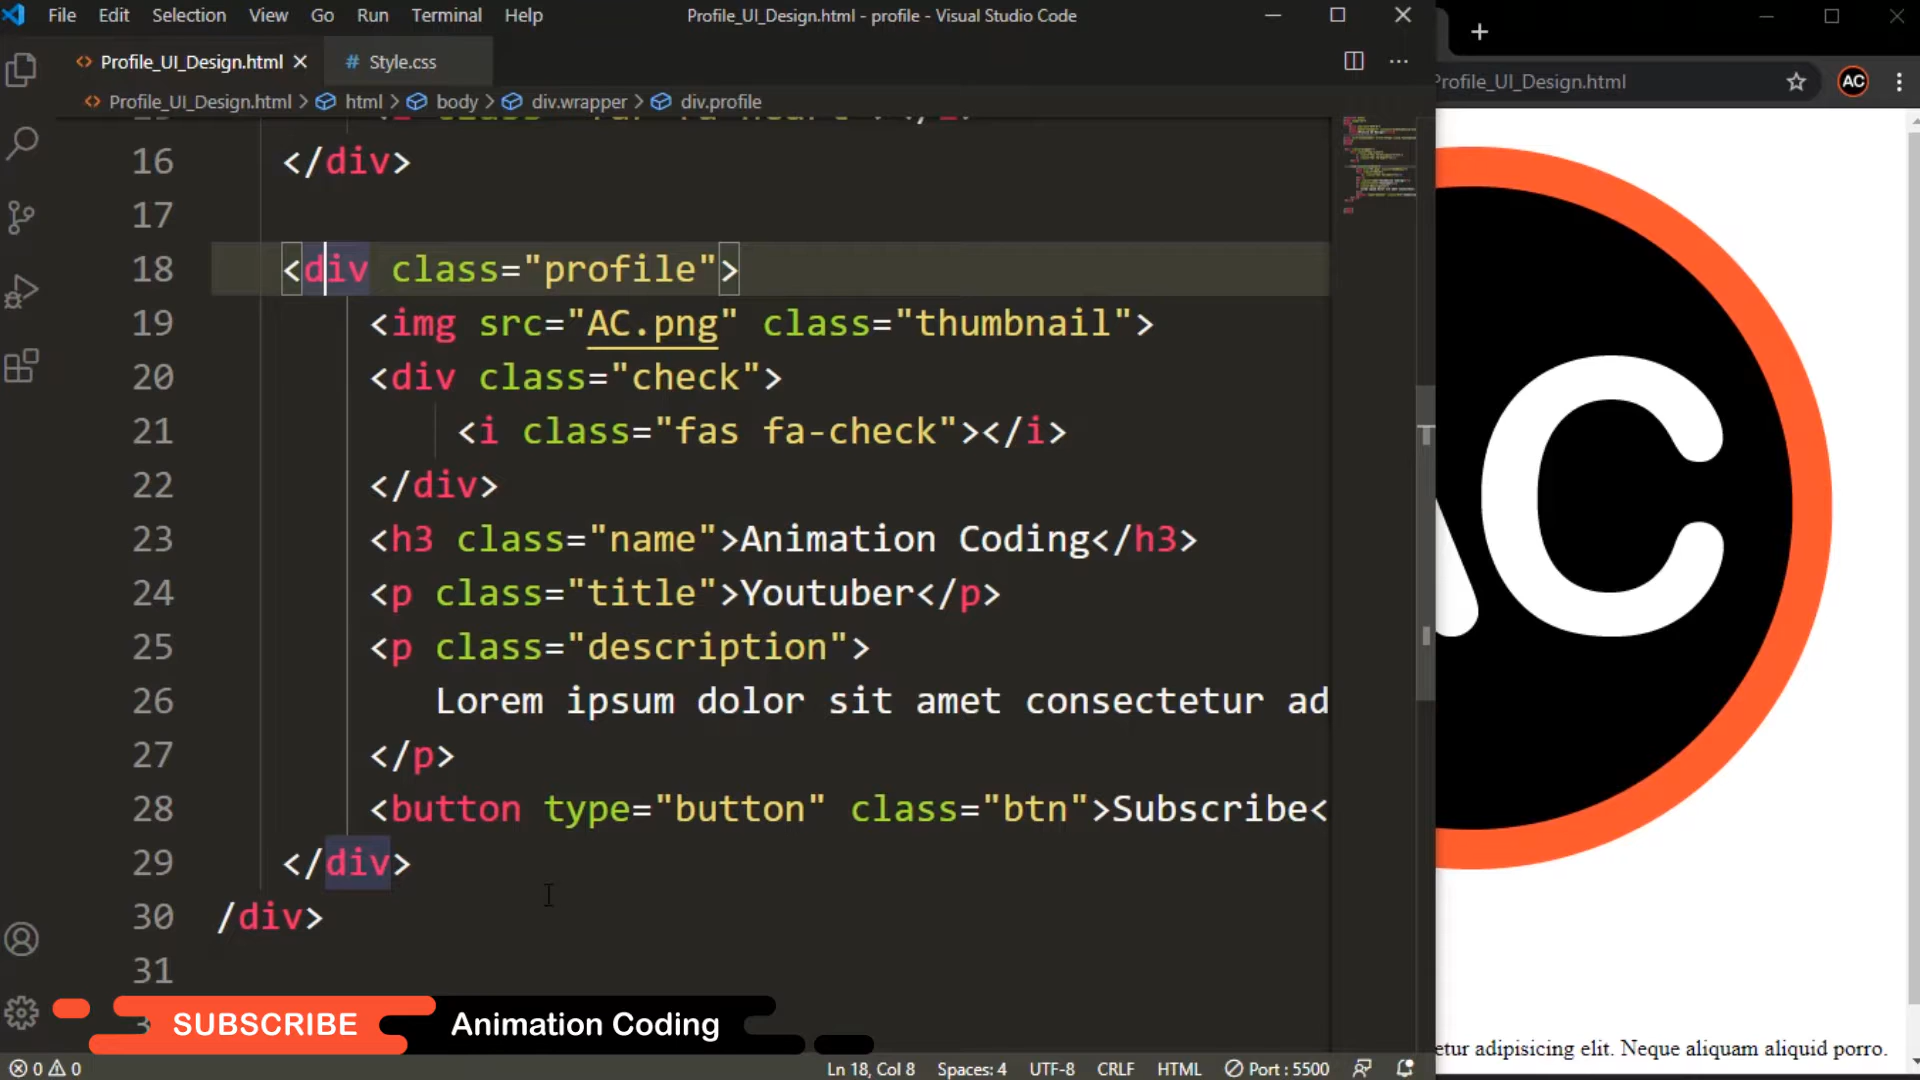 File Edit Selection View Go Run Terminal Help
Profile_UI_Design.html - profile - Visual Studio Code
Profile_UI_Design.html
# Style.css
Profile_UI_Design.html > html > body > div.wrapper > div.profile
Profile_UI_Design.html
AC
16 </div>
17
18 <div class="profile">
19 <img src="AC.png" class="thumbnail">
20 <div class="check">
21 <i class="fas fa-check"></i>
22 </div>
23 <h3 class="name">Animation Coding</h3>
24 <p class="title">Youtuber</p>
25 <p class="description">
26 Lorem ipsum dolor sit amet consectetur ad
27 </p>
28 <button type="button" class="btn">Subscribe<
29 </div>
30 /div>
31
C
SUBSCRIBE Animation Coding
etur adipisicing elit. Neque aliquam aliquid porro.
0 0 Ln 18, Col 8 Spaces: 4 UTF-8 CRLF HTML Port : 5500